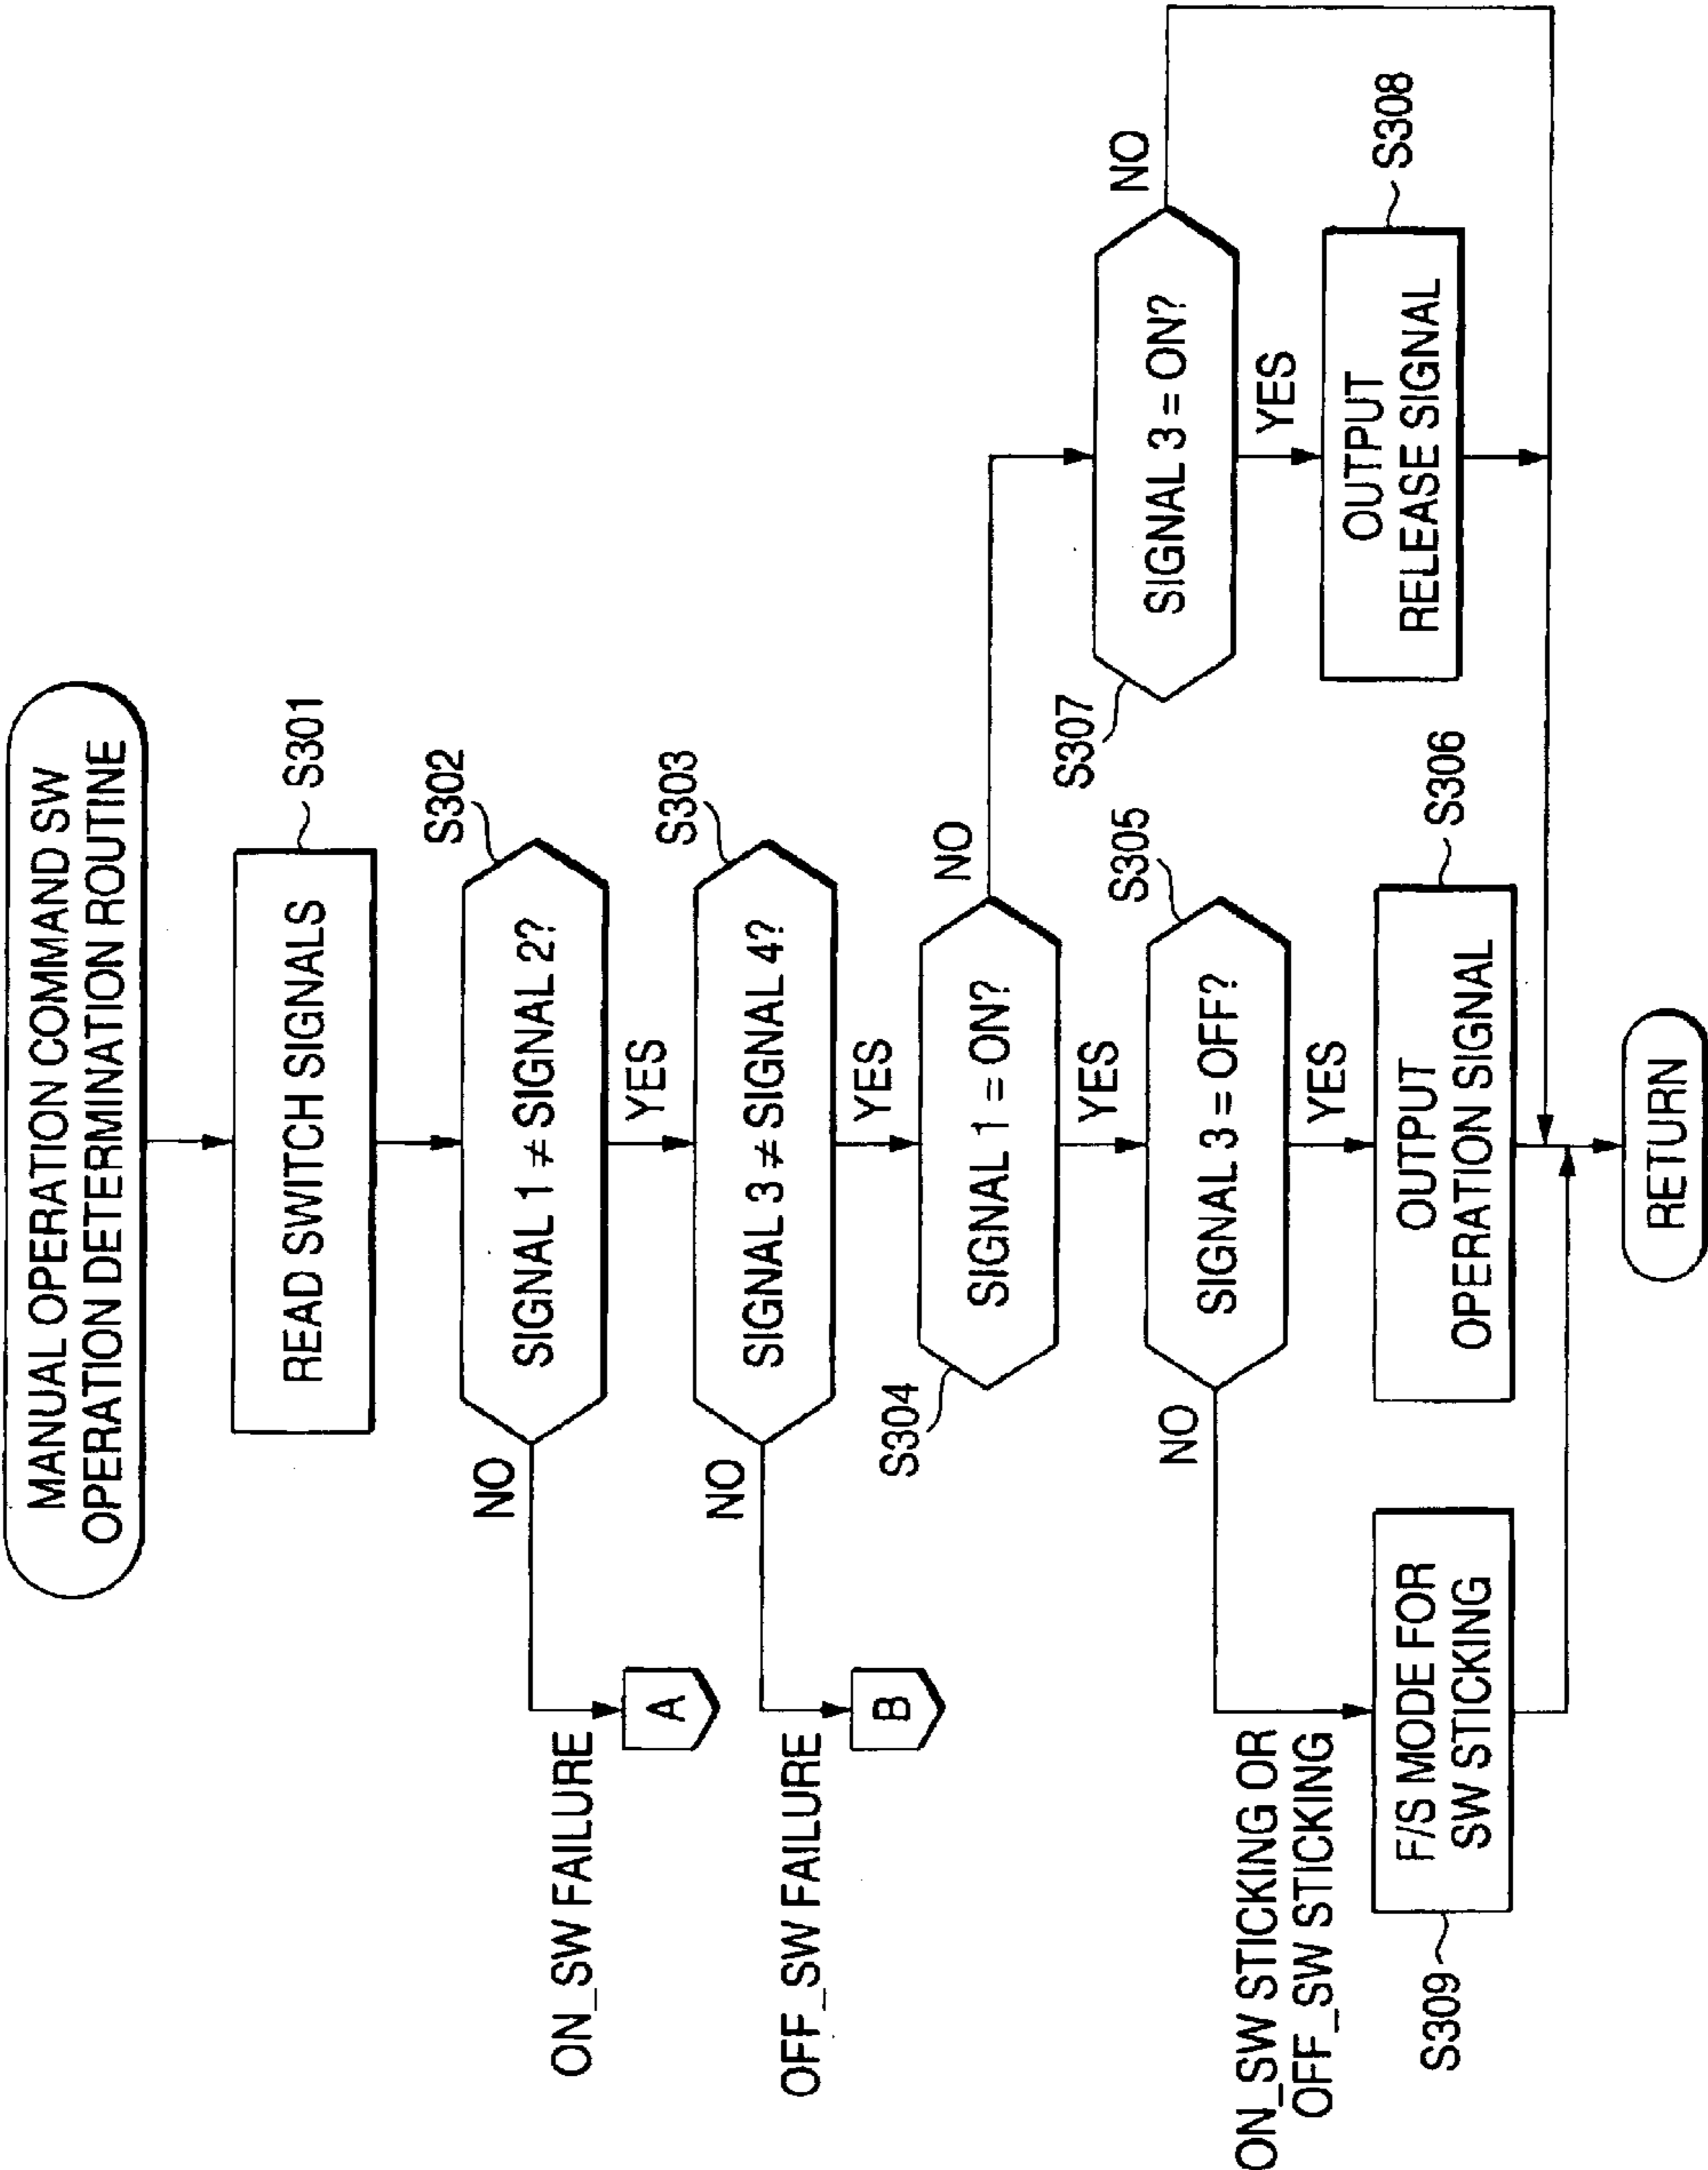 MANUAL OPERATION COMMAND SW
OPERATION DETERMINATION ROUTINE
READ SWITCH SIGNALS
S301
SIGNAL 1 ≠ SIGNAL 2?
S302
NO
YES
ON_SW FAILURE
A
SIGNAL 3 ≠ SIGNAL 4?
S303
NO
YES
OFF_SW FAILURE
B
S304
SIGNAL 1 = ON?
NO
YES
S307
SIGNAL 3 = ON?
NO
YES
SIGNAL 3 = OFF?
S305
NO
YES
ON_SW STICKING OR
OFF_SW STICKING
OUTPUT
RELEASE SIGNAL
S308
S309
F/S MODE FOR
SW STICKING
OUTPUT
OPERATION SIGNAL
S306
RETURN